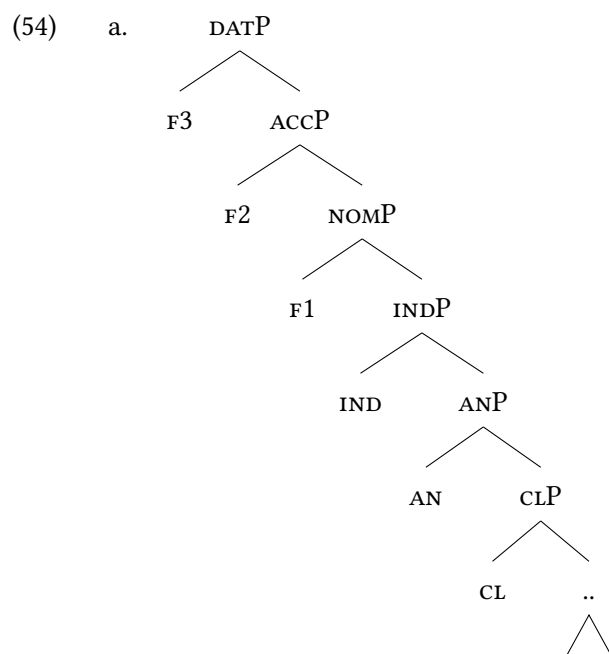 (54) a. DATP
F3 ACCP
F2 NOMP
F1 INDP
IND ANP
AN CLP
CL ..